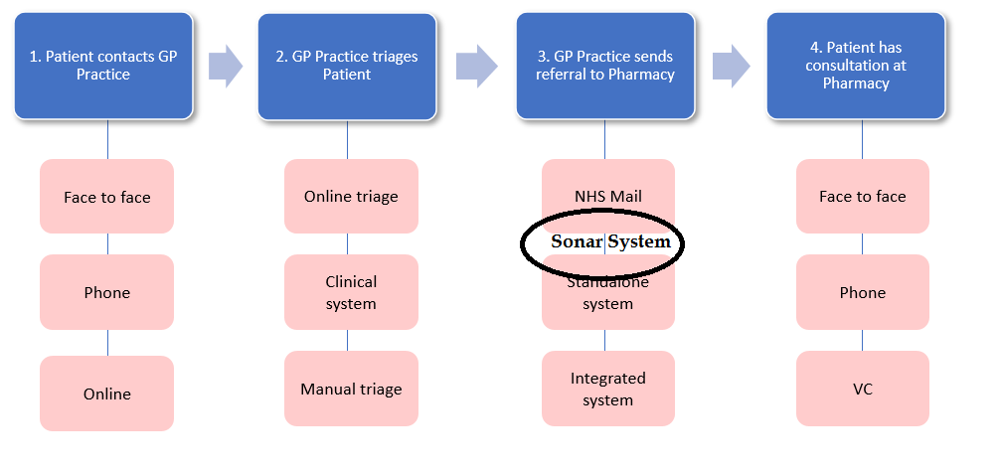 1. Patient contacts GP
Practice
2. GP Practice triages
Patient
3. GP Practice sends
referral to Pharmacy
4. Patient has
consultation at
Pharmacy
Face to face
Phone
Online
Online triage
Clinical
system
Manual triage
NHS Mail
Sonar System
Standalone
system
Integrated
system
Face to face
Phone
VC